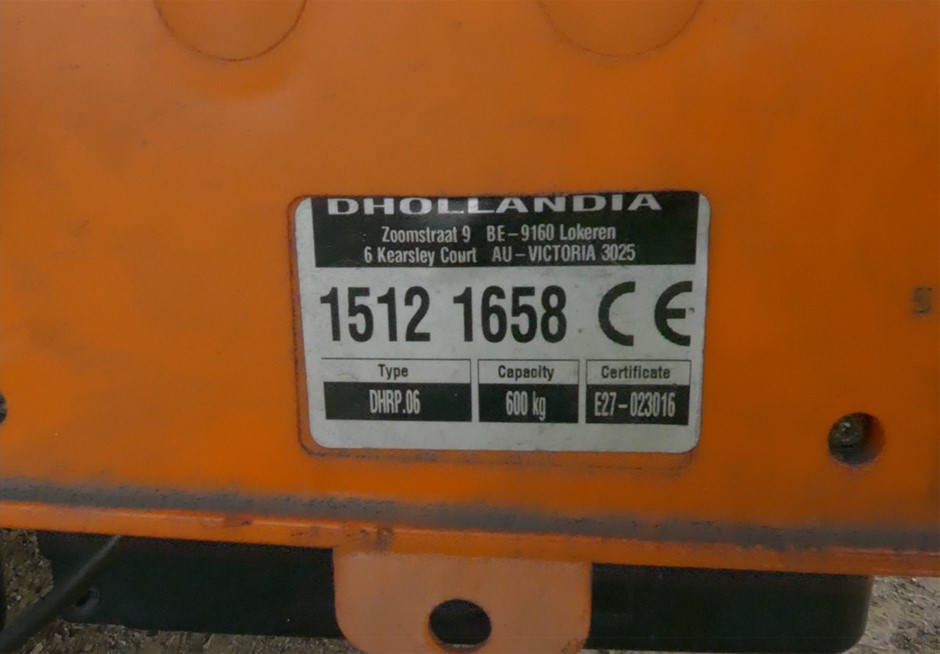 DHOLLANDIA
Zoomstraat 9 BE-9160 Lokeren
6 Kearsley Court AU-VICTORIA 3025
1512 1658 CE
Type Capacity Certificate
DHRP.06 600 kg E27-023016